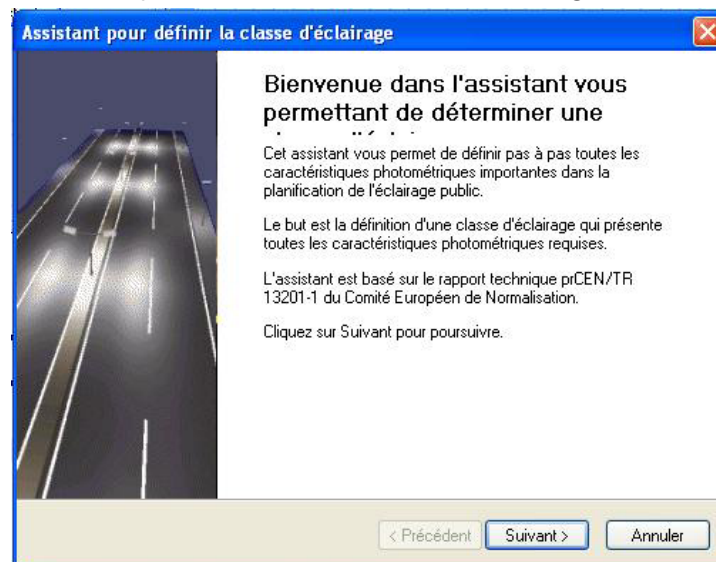 Assistant pour définir la classe d'éclairage
Bienvenue dans l'assistant vous
permettant de déterminer une
Cet assistant vous permet de définir pas à pas toutes les
caractéristiques photométriques importantes dans la
planification de l'éclairage public.
Le but est la définition d'une classe d'éclairage qui présente
toutes les caractéristiques photométriques requises.
L'assistant est basé sur le rapport technique prCEN/TR
13201-1 du Comité Européen de Normalisation.
Cliquez sur Suivant pour poursuivre.
< Précédent Suivant > Annuler